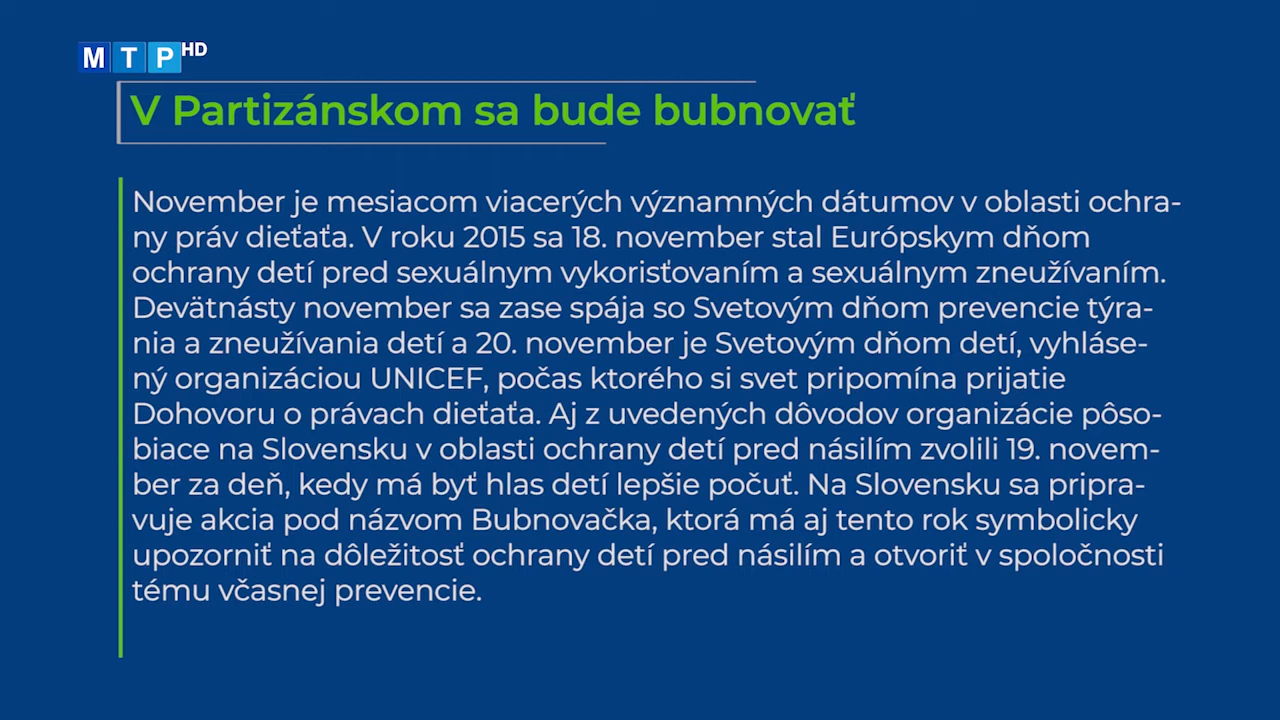 MTP HD
V Partizánskom sa bude bubnovať
November je mesiacom viacerých významných dátumov v oblasti ochra-
ny práv dieťaťa. V roku 2015 sa 18. november stal Európskym dňom
ochrany detí pred sexuálnym vykorisťovaním a sexuálnym zneužívaním.
Devätnásty november sa zase spája so Svetovým dňom prevencie týra-
nia a zneužívania detí a 20. november je Svetovým dňom detí, vyhláse-
ný organizáciou UNICEF, počas ktorého si svet pripomína prijatie
Dohovoru o právach dieťaťa. Aj z uvedených dôvodov organizácie pôso-
biace na Slovensku v oblasti ochrany detí pred násilím zvolili 19. novem-
ber za deň, kedy má byť hlas detí lepšie počuť. Na Slovensku sa pripra-
vuje akcia pod názvom Bubnovačka, ktorá má aj tento rok symbolicky
upozorniť na dôležitosť ochrany detí pred násilím a otvoriť v spoločnosti
tému včasnej prevencie.